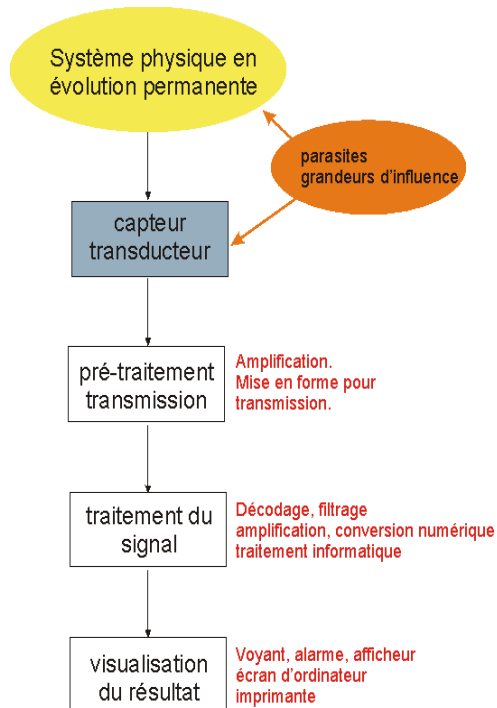 Système physique en
évolution permanente
parasites
grandeurs d'influence
capteur
transducteur
pré-traitement
transmission
Amplification.
Mise en forme pour
transmission.
traitement du
signal
Décodage, filtrage
amplification, conversion numérique
traitement informatique
visualisation
du résultat
Voyant, alarme, afficheur
écran d'ordinateur
imprimante